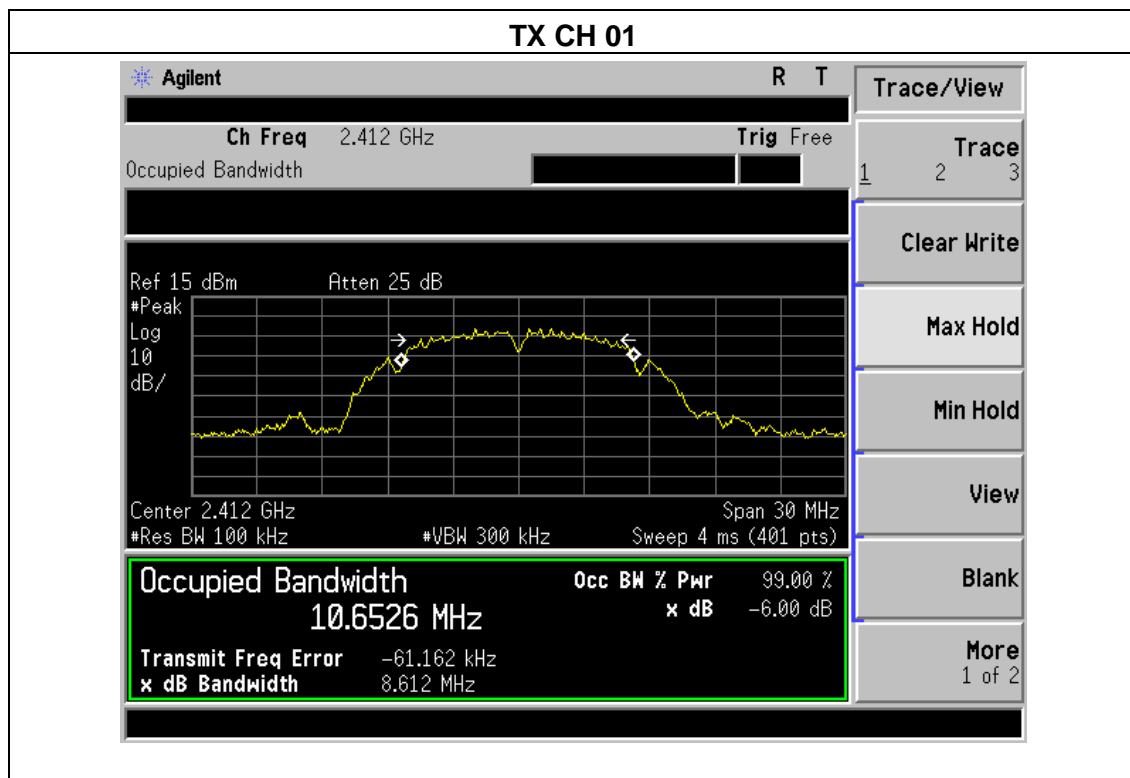 TX CH 01
Agilent R T
Trace/View
Ch Freq 2.412 GHz Trig Free
Occupied Bandwidth
Trace
1 2 3
Clear Write
Ref 15 dBm Atten 25 dB
#Peak
Log
10
dB/
Max Hold
Min Hold
View
Center 2.412 GHz Span 30 MHz
#Res BW 100 kHz #VBW 300 kHz Sweep 4 ms (401 pts)
Occupied Bandwidth Occ BW % Pwr 99.00 %
10.6526 MHz x dB -6.00 dB
Blank
Transmit Freq Error -61.162 kHz
x dB Bandwidth 8.612 MHz
More
1 of 2